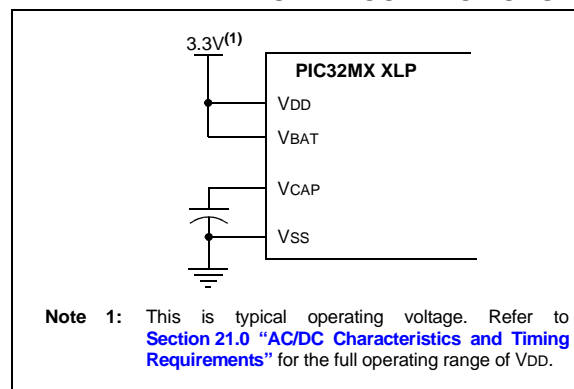 3.3V(1)
PIC32MX XLP
VDD
VBAT
VCAP
VSS
Note 1: This is typical operating voltage. Refer to
Section 21.0 “AC/DC Characteristics and Timing
Requirements” for the full operating range of VDD.